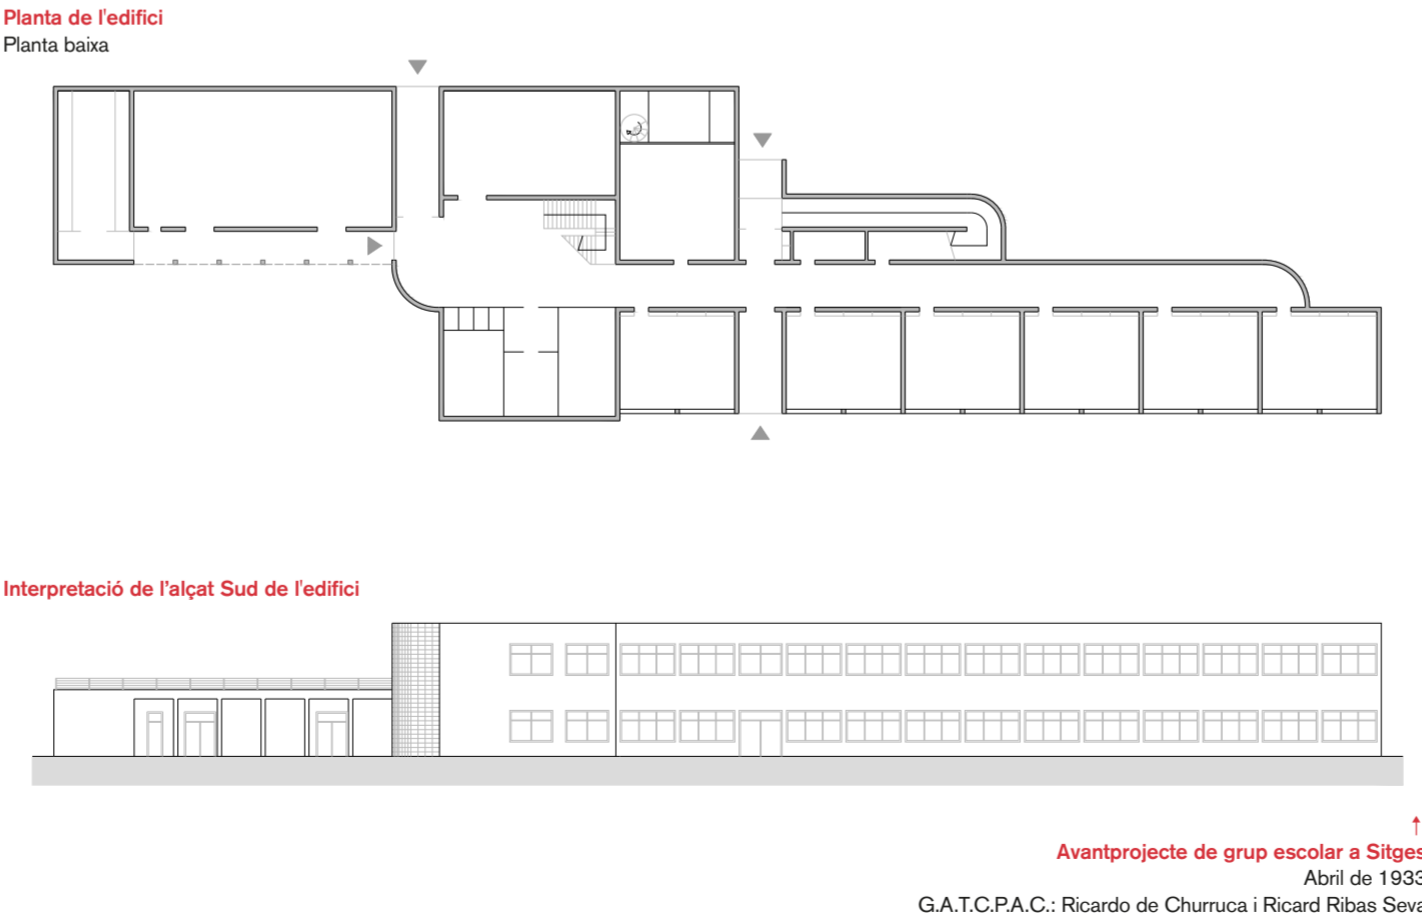 Planta de l'edifici
Planta baixa
Interpretació de l'alçat Sud de l'edifici
↑
Avantprojecte de grup escolar a Sitges
Abril de 1933
G.A.T.C.P.A.C.: Ricardo de Churruca i Ricard Ribas Seva